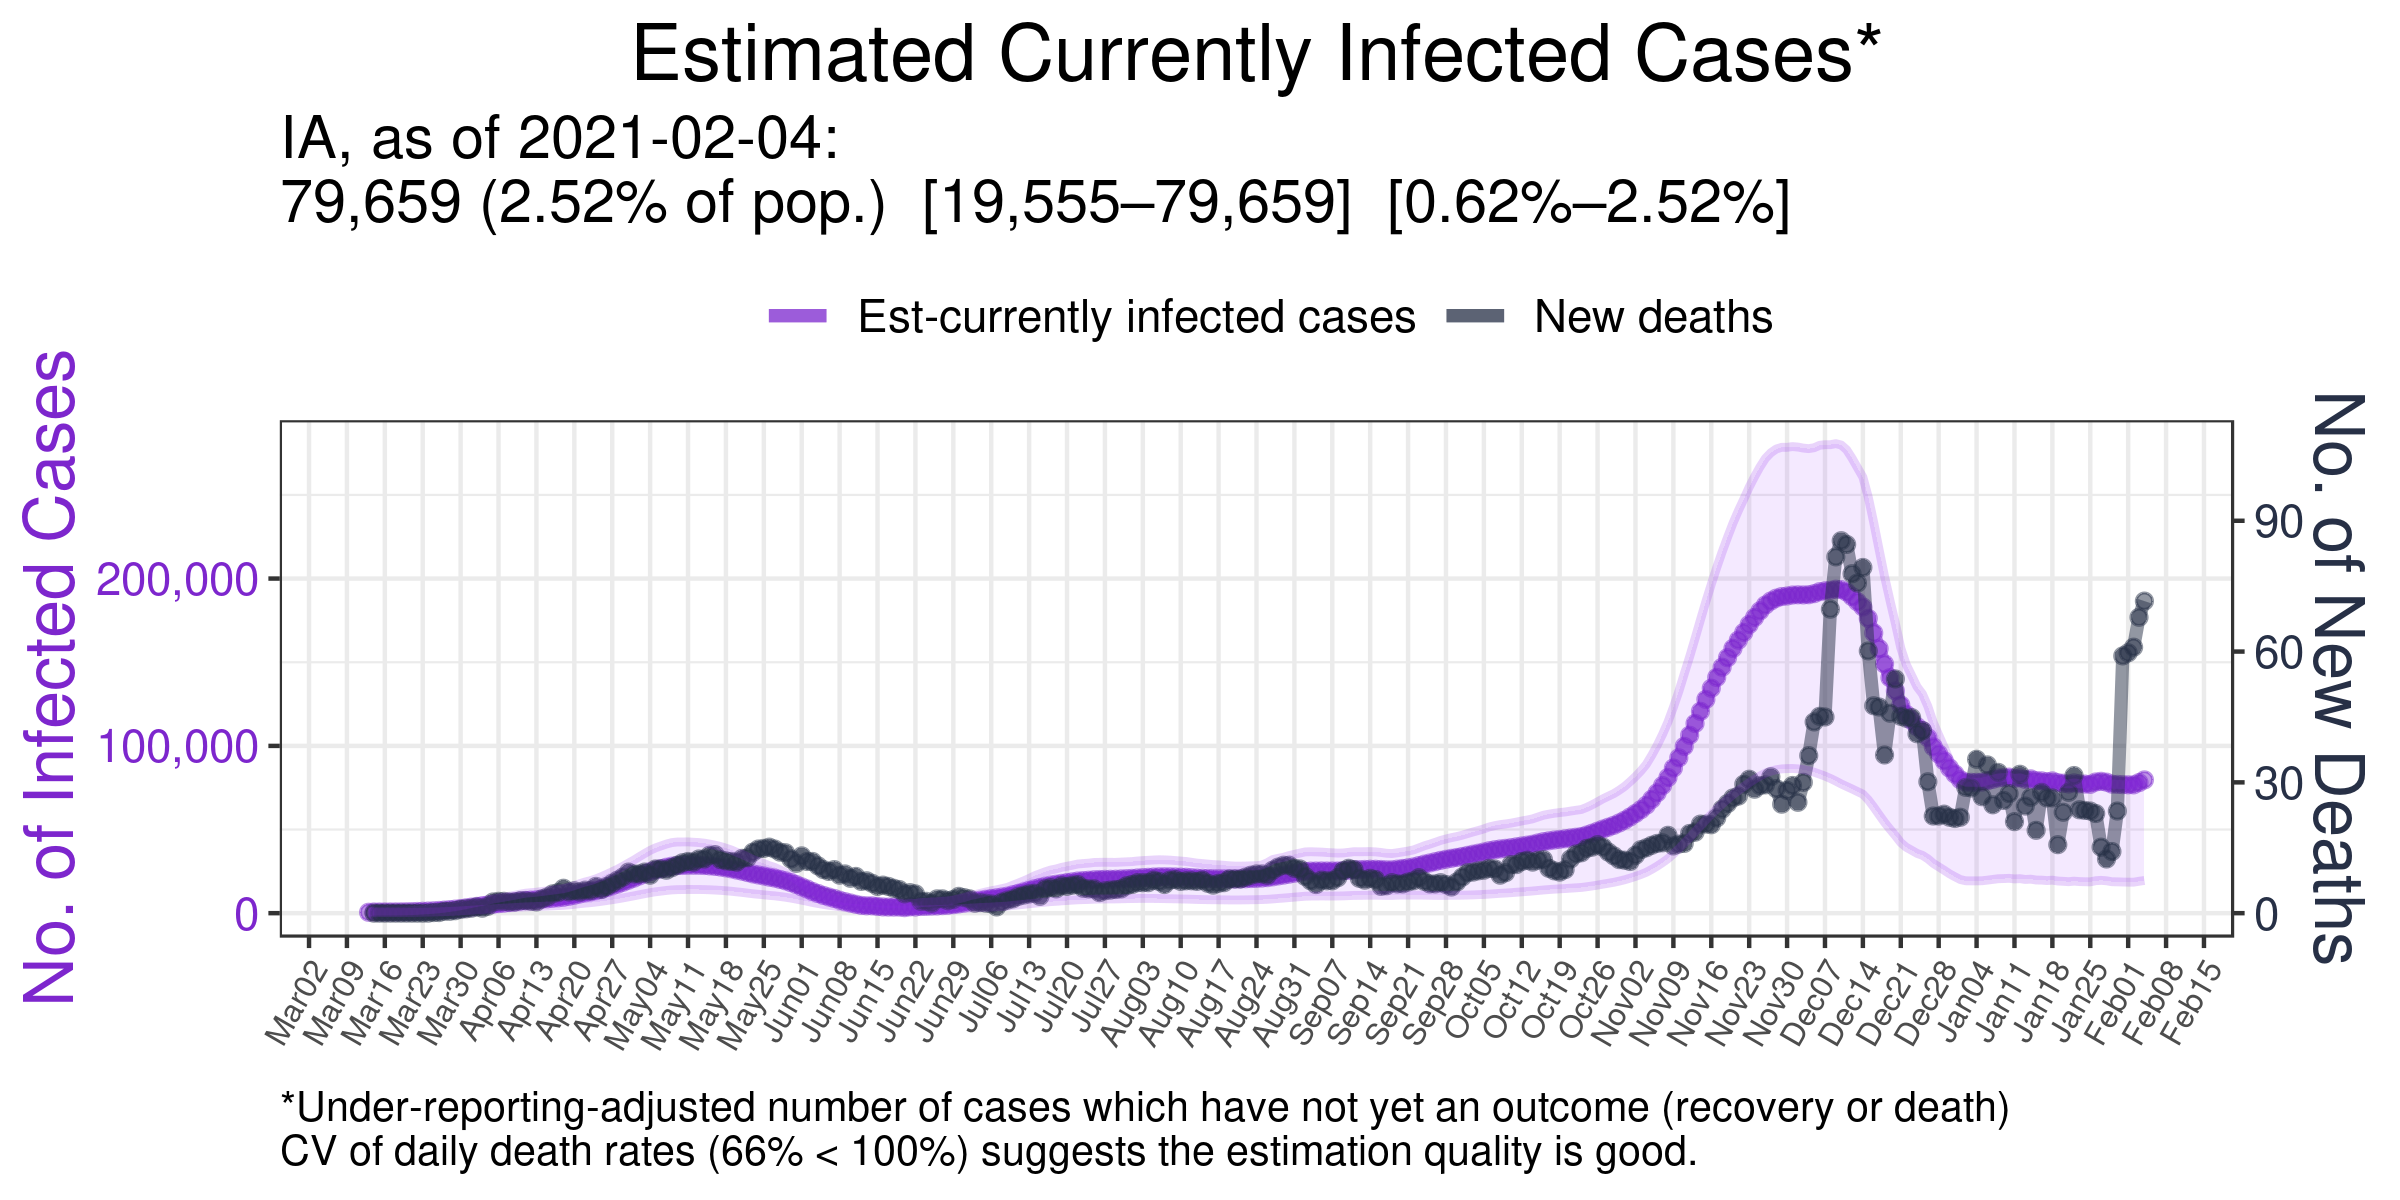 Estimated Currently Infected Cases*
IA, as of 2021-02-04:
79,659 (2.52% of pop.) [19,555–79,659] [0.62%–2.52%]
Est-currently infected cases New deaths
No. of Infected Cases
200,000
100,000
0
90
60
30
0
No. of New Deaths
Mar02 Mar09 Mar16 Mar23 Mar30 Apr06 Apr13 Apr20 Apr27 May04 May11 May18 May25 Jun01 Jun08 Jun15 Jun22 Jun29 Jul06 Jul13 Jul20 Jul27 Aug03 Aug10 Aug17 Aug24 Aug31 Sep07 Sep14 Sep21 Sep28 Oct05 Oct12 Oct19 Oct26 Nov02 Nov09 Nov16 Nov23 Nov30 Dec07 Dec14 Dec21 Dec28 Jan04 Jan11 Jan18 Jan25 Feb01 Feb08 Feb15
*Under-reporting-adjusted number of cases which have not yet an outcome (recovery or death)
CV of daily death rates (66% < 100%) suggests the estimation quality is good.